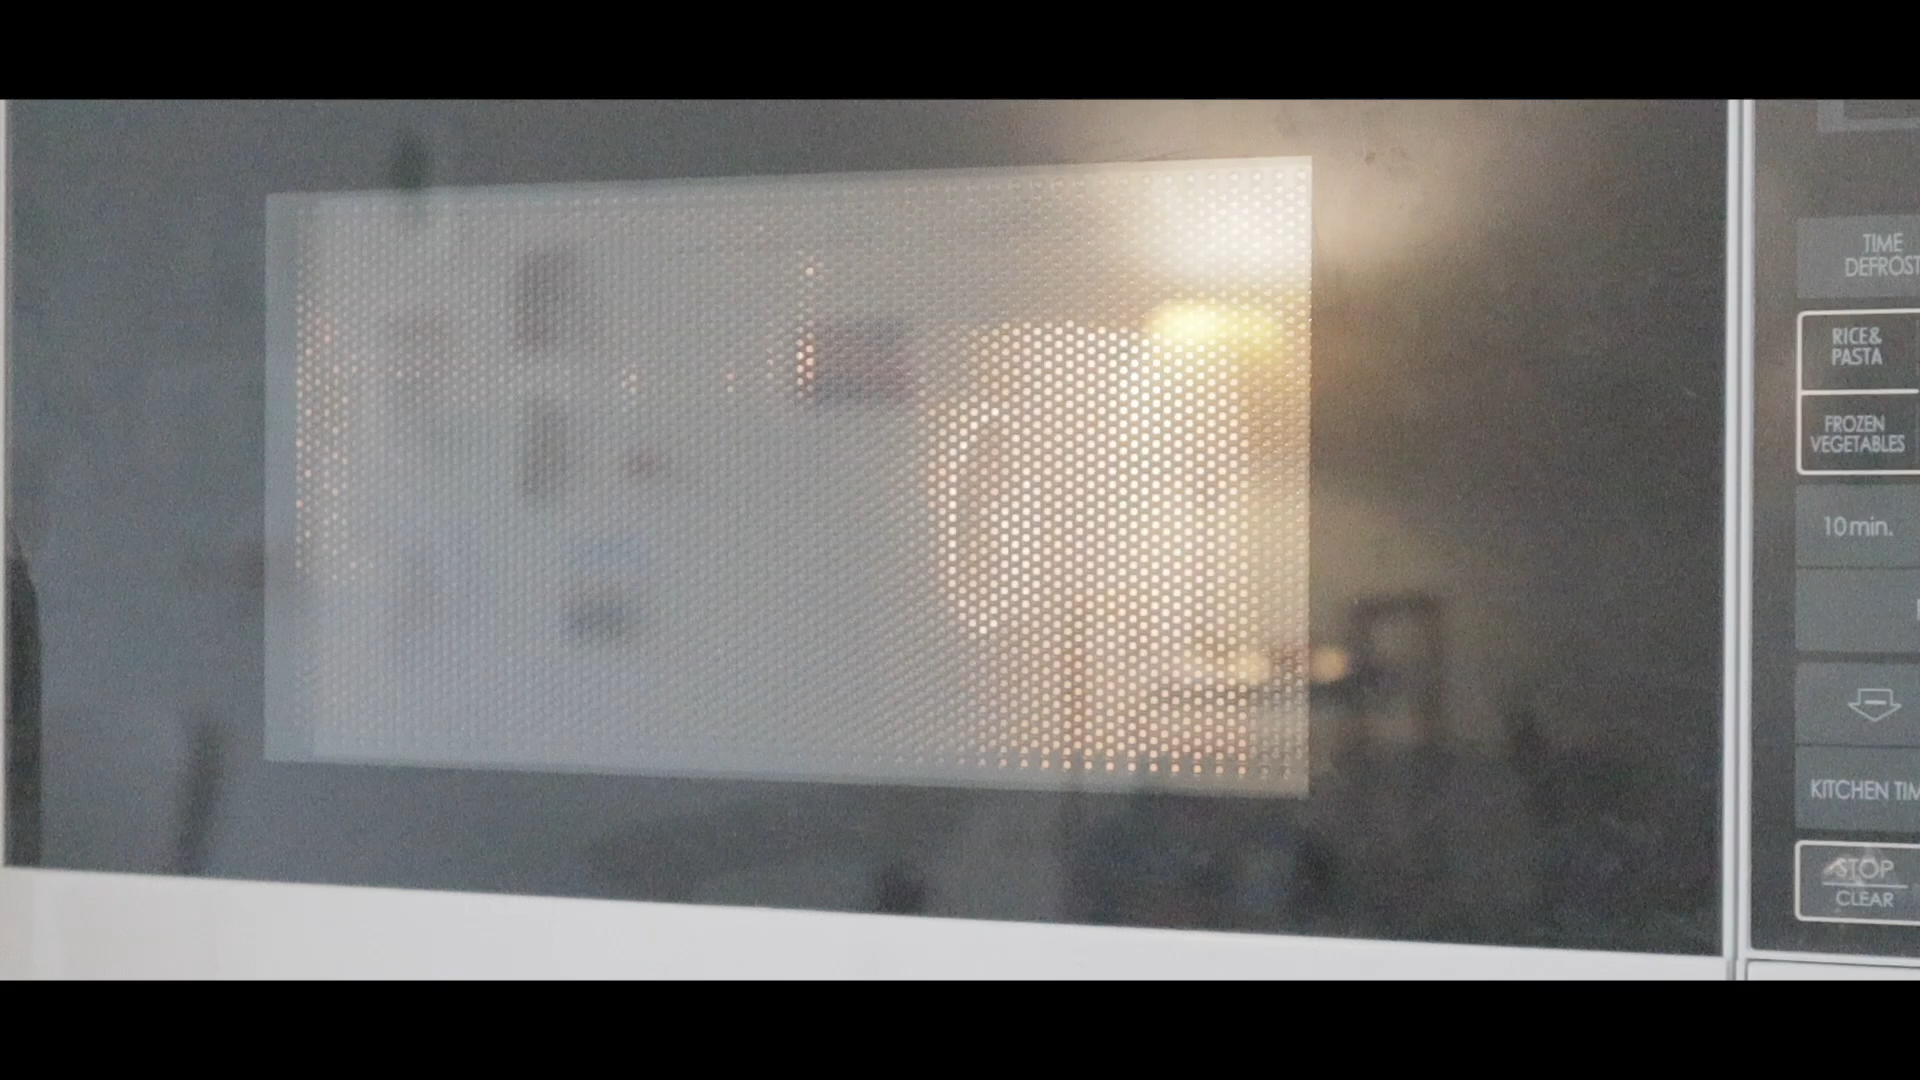 TIME
DEFROST
RICE&
PASTA
FROZEN
VEGETABLES
10 min.
KITCHEN TIM
STOP
CLEAR